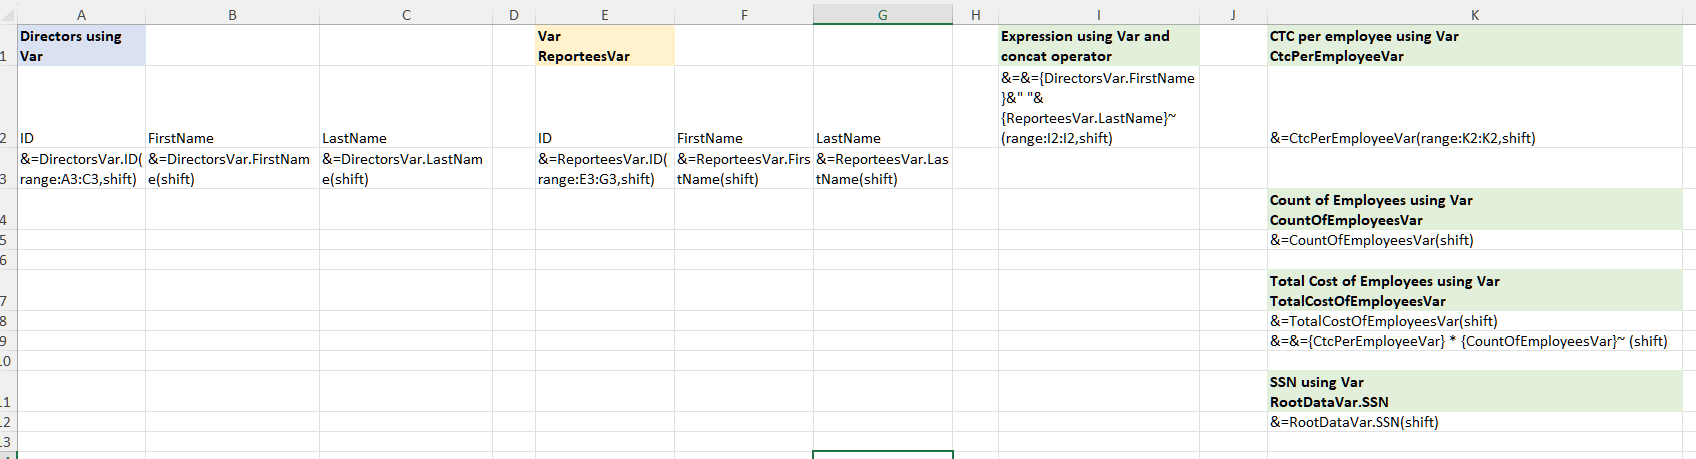 A B C D E F G H I J K
1 Directors using Var Var ReporteesVar Expression using Var and concat operator CTC per employee using Var CtcPerEmployeeVar
2 ID FirstName LastName ID FirstName LastName &=&={DirectorsVar.FirstName}&" "&{ReporteesVar.LastName}~(range:I2:I2,shift) &=CtcPerEmployeeVar(range:K2:K2,shift)
3 &=DirectorsVar.ID(range:A3:C3,shift) &=DirectorsVar.FirstName(shift) &=DirectorsVar.LastName(shift) &=ReporteesVar.ID(range:E3:G3,shift) &=ReporteesVar.FirstName(shift) &=ReporteesVar.LastName(shift)
4 Count of Employees using Var CountOfEmployeesVar
5 &=CountOfEmployeesVar(shift)
6
7 Total Cost of Employees using Var TotalCostOfEmployeesVar
8 &=TotalCostOfEmployeesVar(shift)
9 &=&={CtcPerEmployeeVar} * {CountOfEmployeesVar}~ (shift)
10
11 SSN using Var RootDataVar.SSN
12 &=RootDataVar.SSN(shift)
13